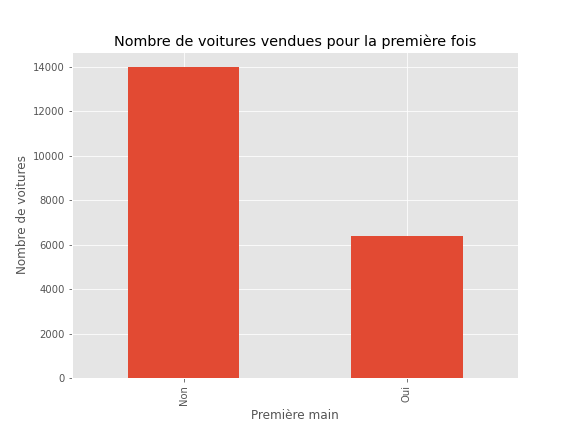 Nombre de voitures vendues pour la première fois
Nombre de voitures
14000
12000
10000
8000
6000
4000
2000
0
Non
Oui
Première main